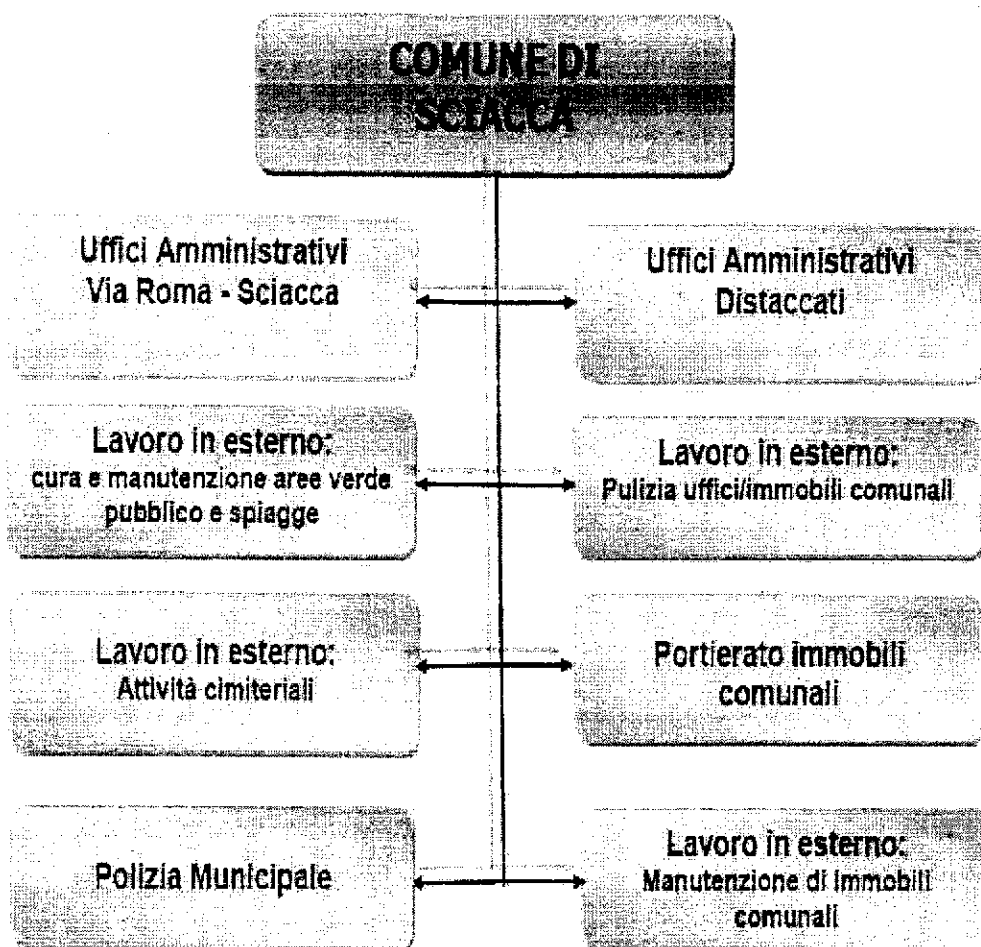 COMUNE DI
SCIACCA
Uffici Amministrativi
Via Roma - Sciacca
Uffici Amministrativi
Distaccati
Lavoro in esterno:
cura e manutenzione aree verde
pubblico e spiagge
Lavoro in esterno:
Pulizia uffici/immobili comunali
Lavoro in esterno:
Attività cimiteriali
Portierato immobili
comunali
Polizia Municipale
Lavoro in esterno:
Manutenzione di immobili
comunali